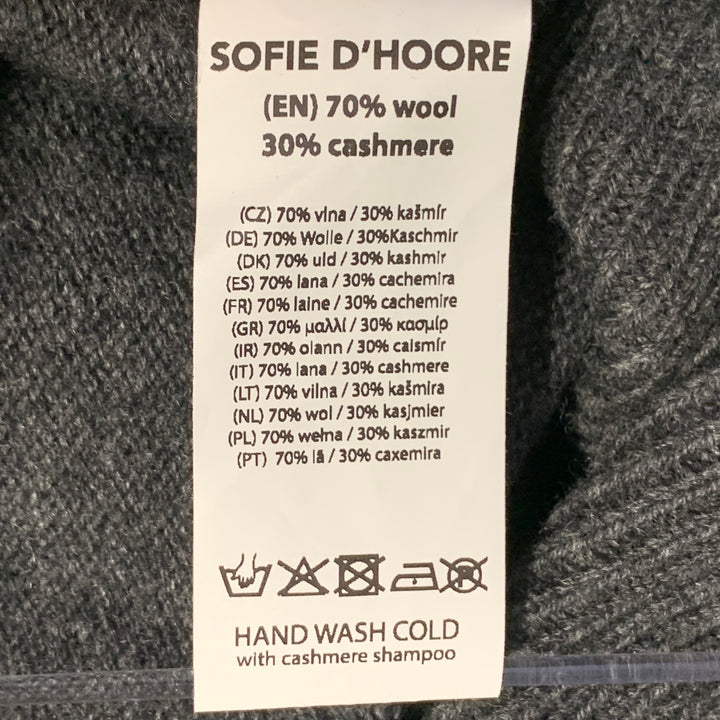 SOFIE D'HOORE
(EN) 70% wool
30% cashmere
(CZ) 70% vlna / 30% kašmír
(DE) 70% Wolle / 30%Kaschmir
(DK) 70% uld / 30% kashmir
(ES) 70% lana / 30% cachemira
(FR) 70% laine / 30% cachemire
(GR) 70% μαλλί / 30% κασμίρ
(IR) 70% olann / 30% caismír
(IT) 70% lana / 30% cashmere
(LT) 70% vilna / 30% kašmira
(NL) 70% wol / 30% kasjmier
(PL) 70% wełna / 30% kaszmir
(PT) 70% lã / 30% caxemira
P
HAND WASH COLD
with cashmere shampoo